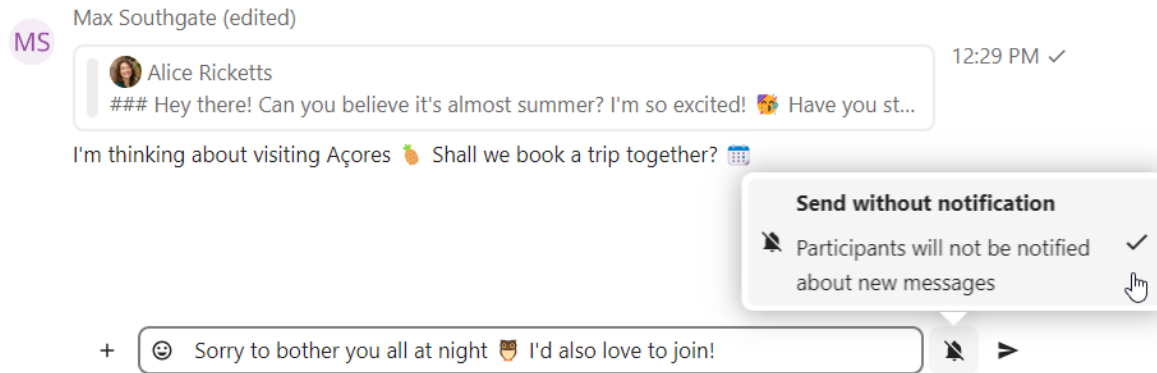 Max Southgate (edited)
MS
Alice Ricketts
12:29 PM
### Hey there! Can you believe it's almost summer? I'm so excited! 🥳 Have you st...
I'm thinking about visiting Açores 🍍 Shall we book a trip together? 🗓️
Send without notification
Participants will not be notified
about new messages
Sorry to bother you all at night 🦉 I'd also love to join!